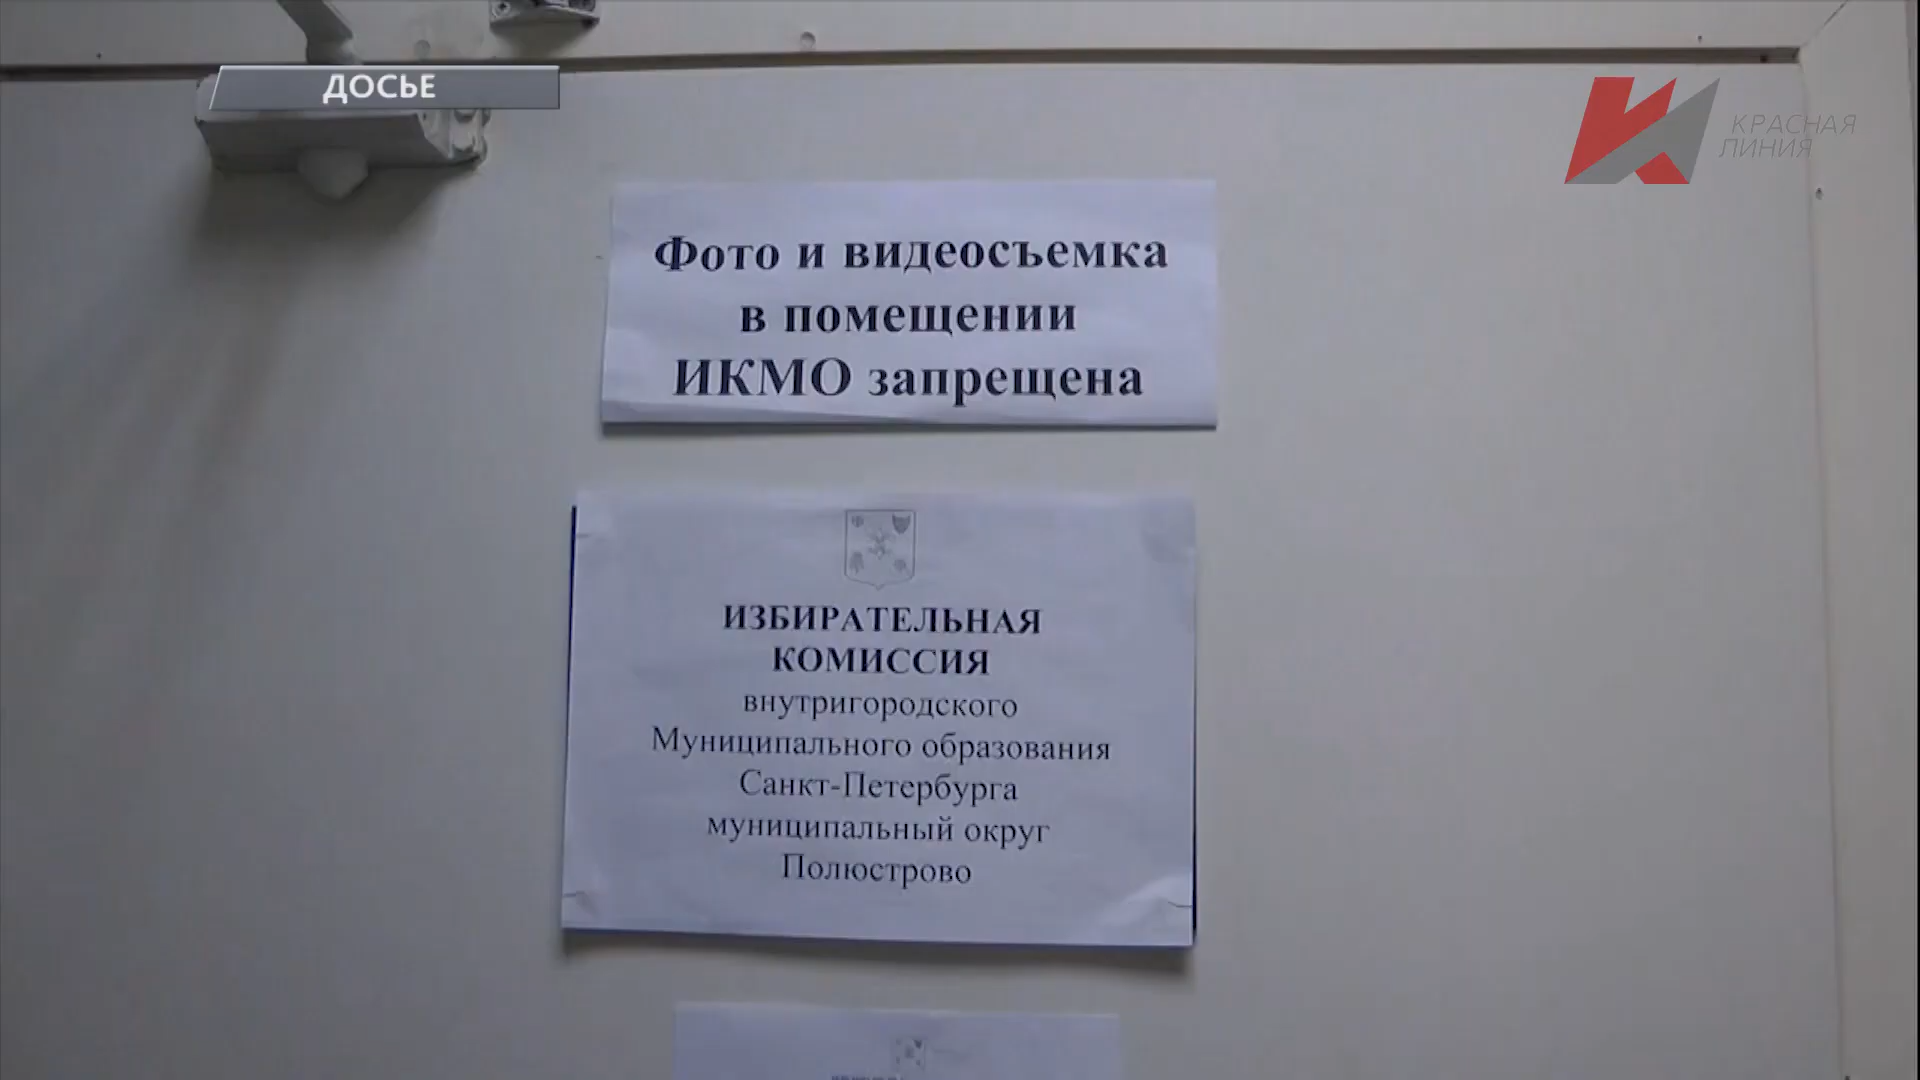 ДОСЬЕ
КРАСНАЯ
ЛИНИЯ
Фото и видеосъемка
в помещении
ИКМО запрещена
ИЗБИРАТЕЛЬНАЯ
КОМИССИЯ
внутригородского
Муниципального образования
Санкт-Петербурга
муниципальный округ
Полюстрово